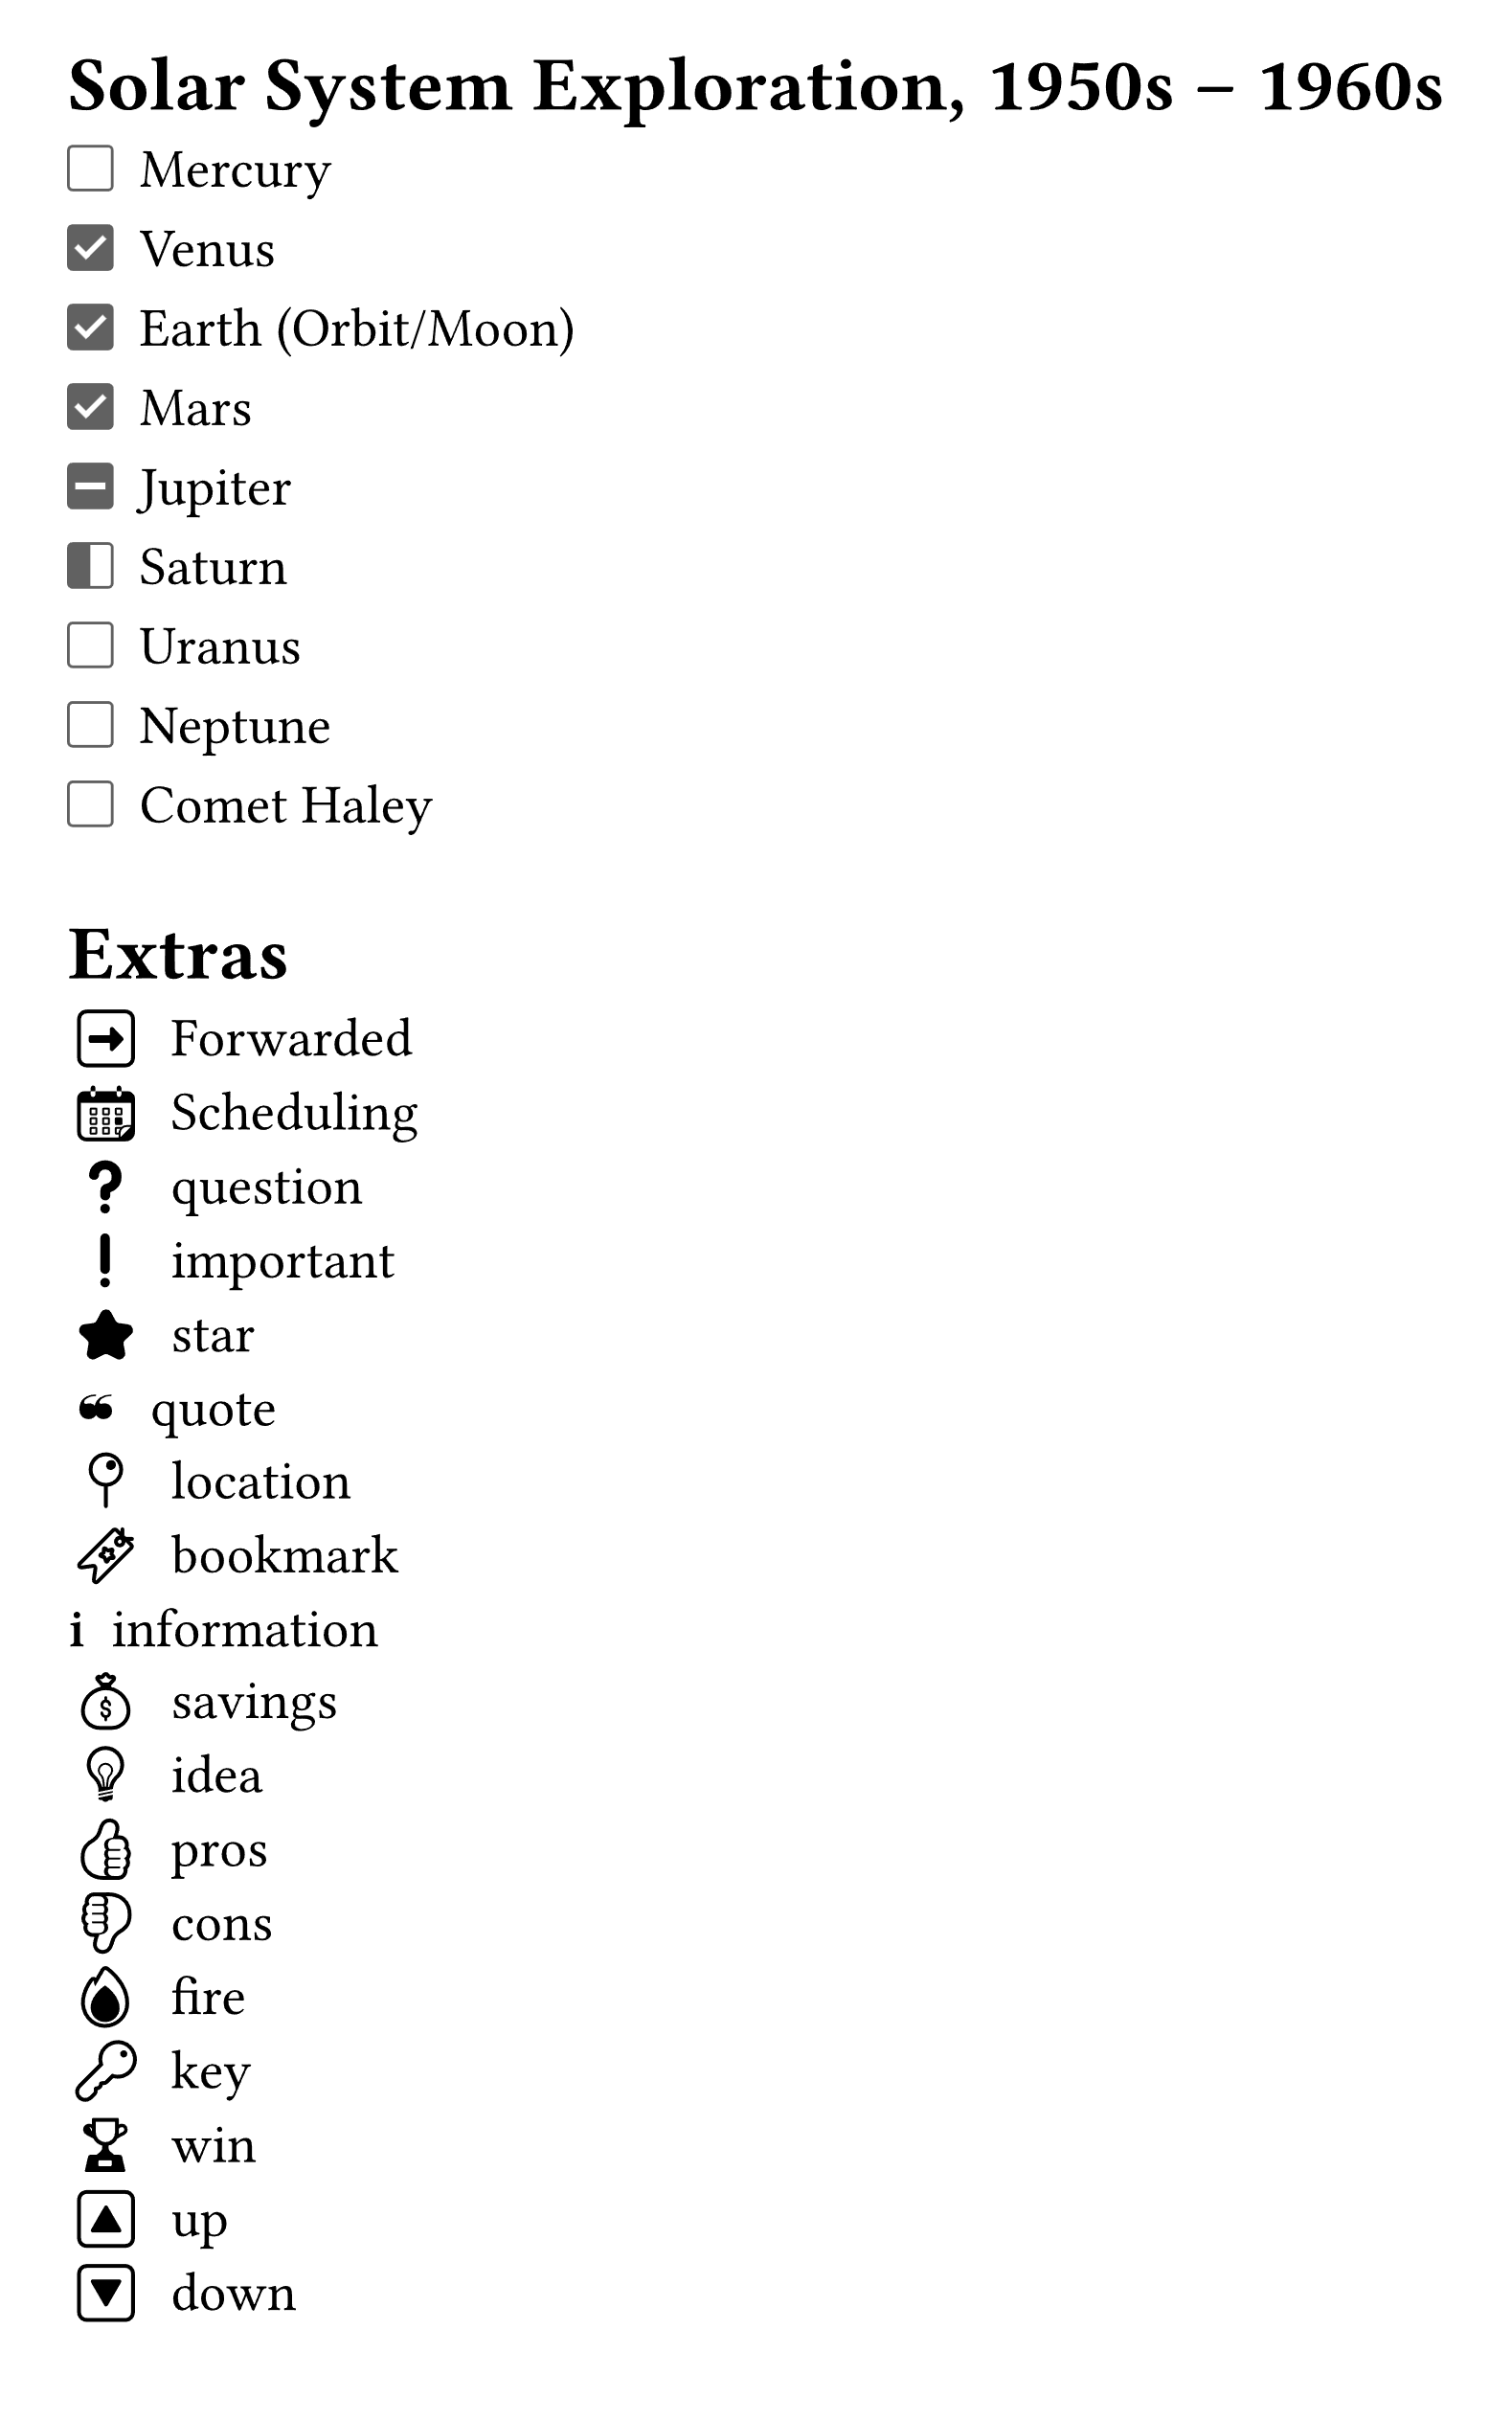 Solar System Exploration, 1950s – 1960s
Mercury
Venus
Earth (Orbit/Moon)
Mars
Jupiter
Saturn
Uranus
Neptune
Comet Haley
Extras
Forwarded
Scheduling
question
important
star
quote
location
bookmark
i information
savings
idea
pros
cons
fire
key
win
up
down